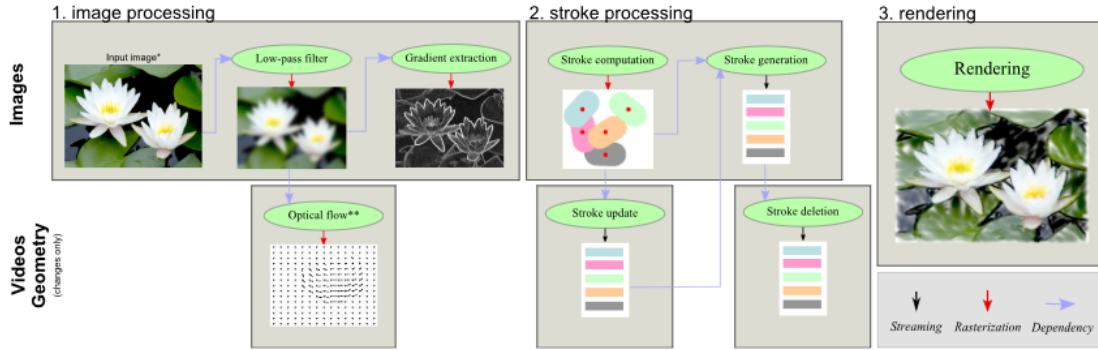 1. image processing
2. stroke processing
3. rendering
Images
Input image*
Low-pass filter
Gradient extraction
Stroke computation
Stroke generation
Rendering
Videos
Geometry
(changes only)
Optical flow**
Stroke update
Stroke deletion
Streaming
Rasterization
Dependency